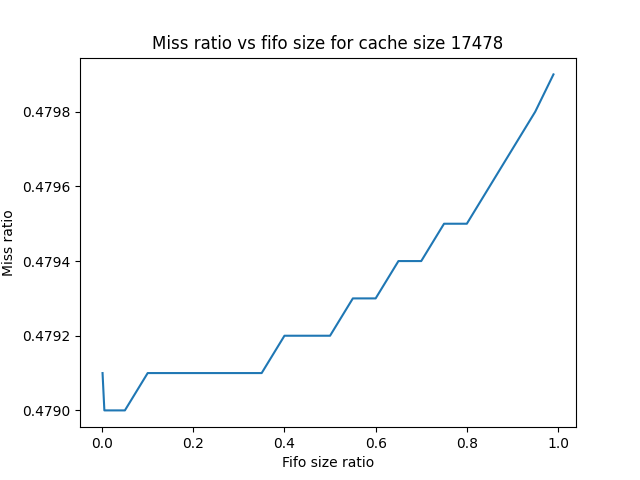 Miss ratio vs fifo size for cache size 17478
Miss ratio
0.4798
0.4796
0.4794
0.4792
0.4790
0.0 0.2 0.4 0.6 0.8 1.0
Fifo size ratio